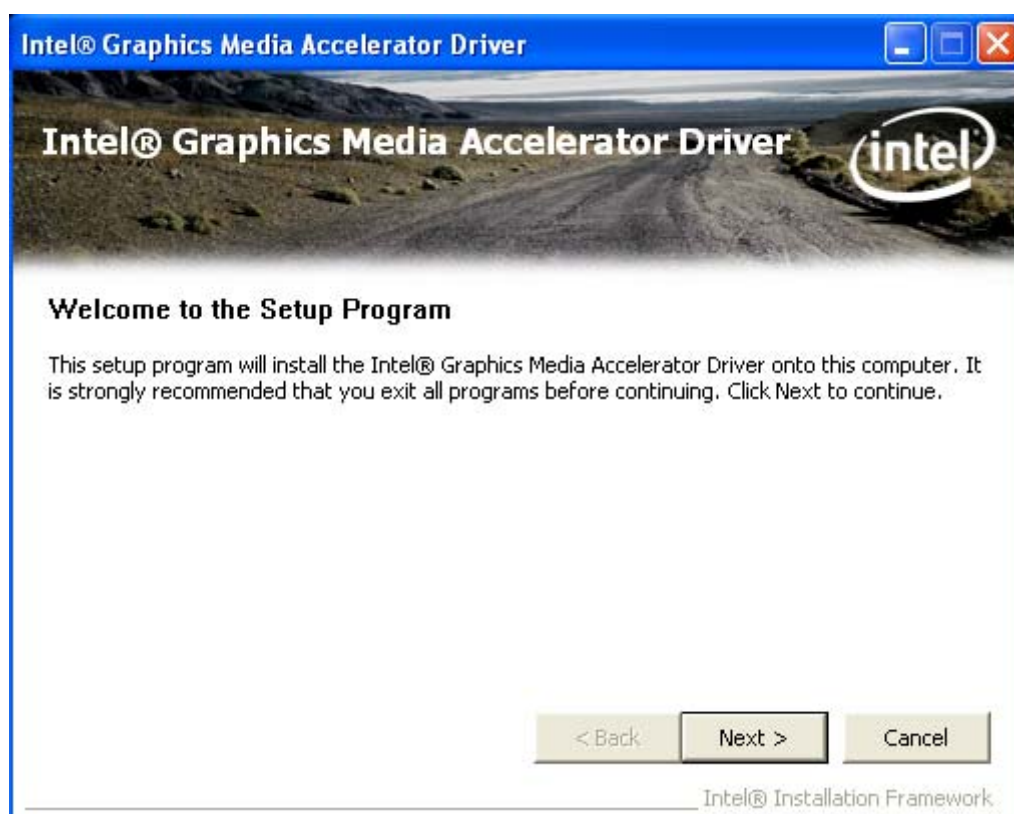 Intel® Graphics Media Accelerator Driver
Intel® Graphics Media Accelerator Driver
intel
Welcome to the Setup Program
This setup program will install the Intel® Graphics Media Accelerator Driver onto this computer. It
is strongly recommended that you exit all programs before continuing. Click Next to continue.
< Back
Next >
Cancel
Intel® Installation Framework